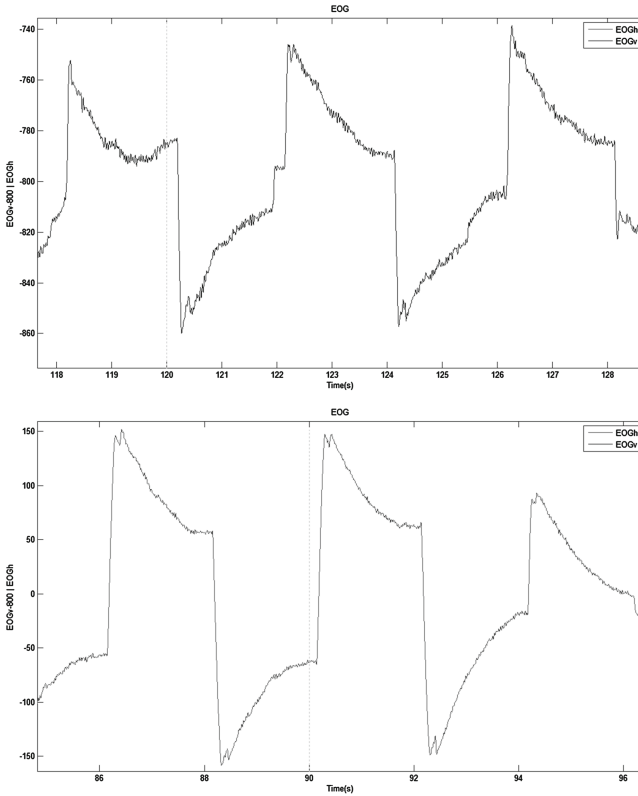 EOG
EOGh
EOGv
-740
-760
-780
-800
-820
-840
-860
EOGv-800 | EOGh
118 119 120 121 122 123 124 125 126 127 128
Time(s)
EOG
EOGh
EOGv
150
100
50
0
-50
-100
-150
EOGv-800 | EOGh
86 88 90 92 94 96
Time(s)